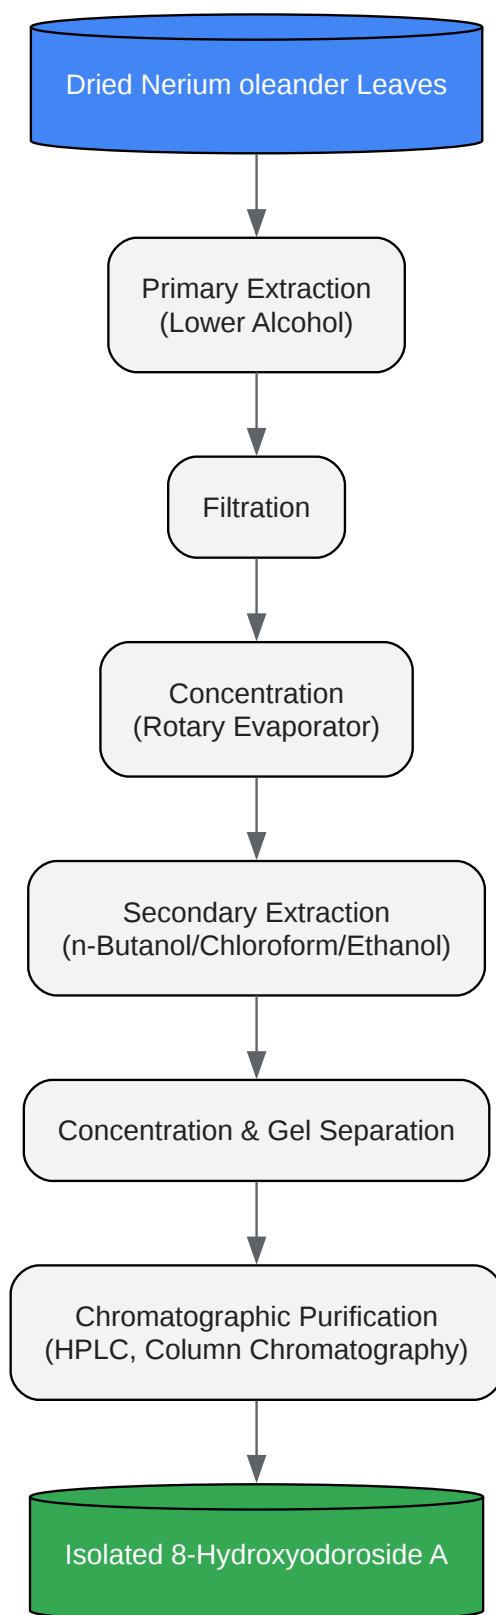 Dried Nerium oleander Leaves
Primary Extraction
(Lower Alcohol)
Filtration
Concentration
(Rotary Evaporator)
Secondary Extraction
(n-Butanol/Chloroform/Ethanol)
Concentration & Gel Separation
Chromatographic Purification
(HPLC, Column Chromatography)
Isolated 8-Hydroxyodoroside A